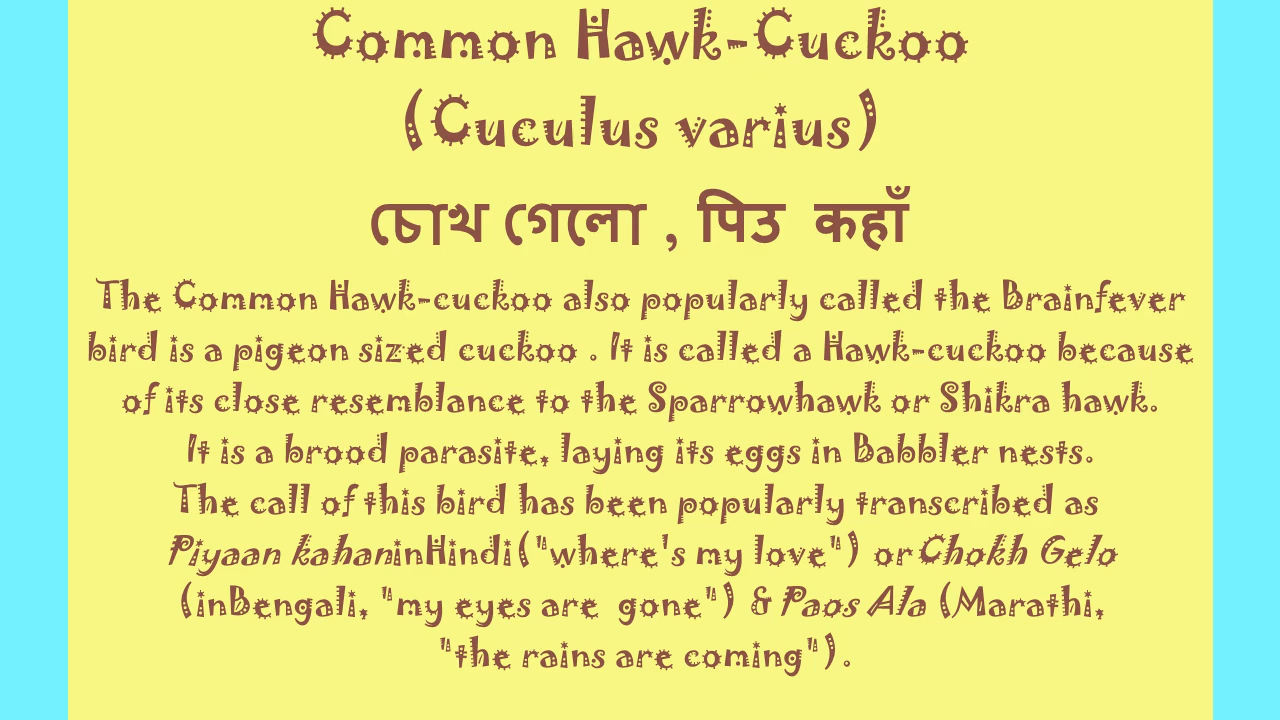 Common Hawk-Cuckoo
(Cuculus varius)
চোখ গেলো , पिउ कहाँ
The Common Hawk-cuckoo also popularly called the Brainfever
bird is a pigeon sized cuckoo . It is called a Hawk-cuckoo because
of its close resemblance to the Sparrowhawk or Shikra hawk.
It is a brood parasite, laying its eggs in Babbler nests.
The call of this bird has been popularly transcribed as
Piyaan kahaninHindi("where's my love") or Chokh Gelo
(inBengali, "my eyes are gone") & Paos Ala (Marathi,
"the rains are coming").